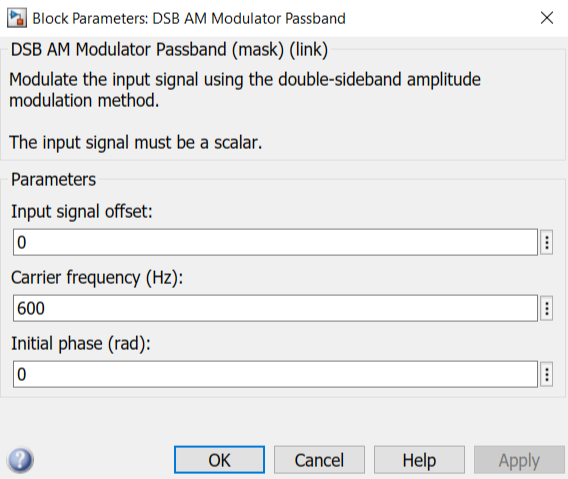 Block Parameters: DSB AM Modulator Passband
DSB AM Modulator Passband (mask) (link)
Modulate the input signal using the double-sideband amplitude
modulation method.
The input signal must be a scalar.
Parameters
Input signal offset:
0
Carrier frequency (Hz):
600
Initial phase (rad):
0
?
OK Cancel Help Apply